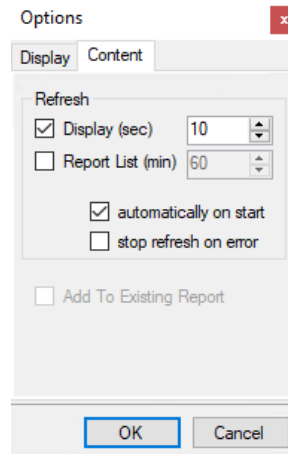 Options
x
Display Content
Refresh
Display (sec) 10
Report List (min) 60
automatically on start
stop refresh on error
Add To Existing Report
OK Cancel